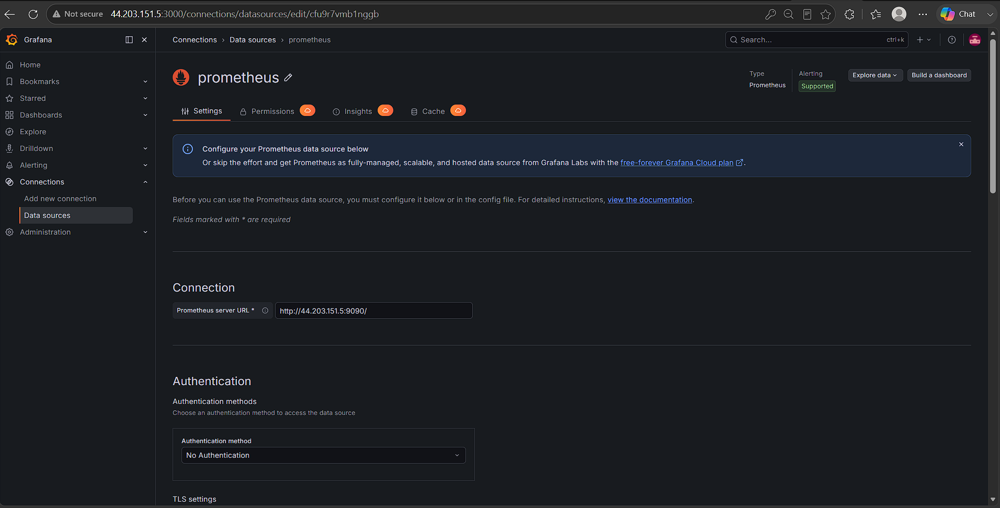 Not secure 44.203.151.5:3000/connections/datasources/edit/cfu9r7vmb1nggb
Chat
Grafana
Connections › Data sources › prometheus
Search... ctrl+k
Home
Bookmarks
Starred
Dashboards
Explore
Drilldown
Alerting
Connections
Add new connection
Data sources
Administration
prometheus
Type
Prometheus
Alerting
Supported
Explore data
Build a dashboard
Settings
Permissions
Insights
Cache
Configure your Prometheus data source below
Or skip the effort and get Prometheus as fully-managed, scalable, and hosted data source from Grafana Labs with the free-forever Grafana Cloud plan.
Before you can use the Prometheus data source, you must configure it below or in the config file. For detailed instructions, view the documentation.
Fields marked with * are required
Connection
Prometheus server URL * http://44.203.151.5:9090/
Authentication
Authentication methods
Choose an authentication method to access the data source
Authentication method
No Authentication
TLS settings